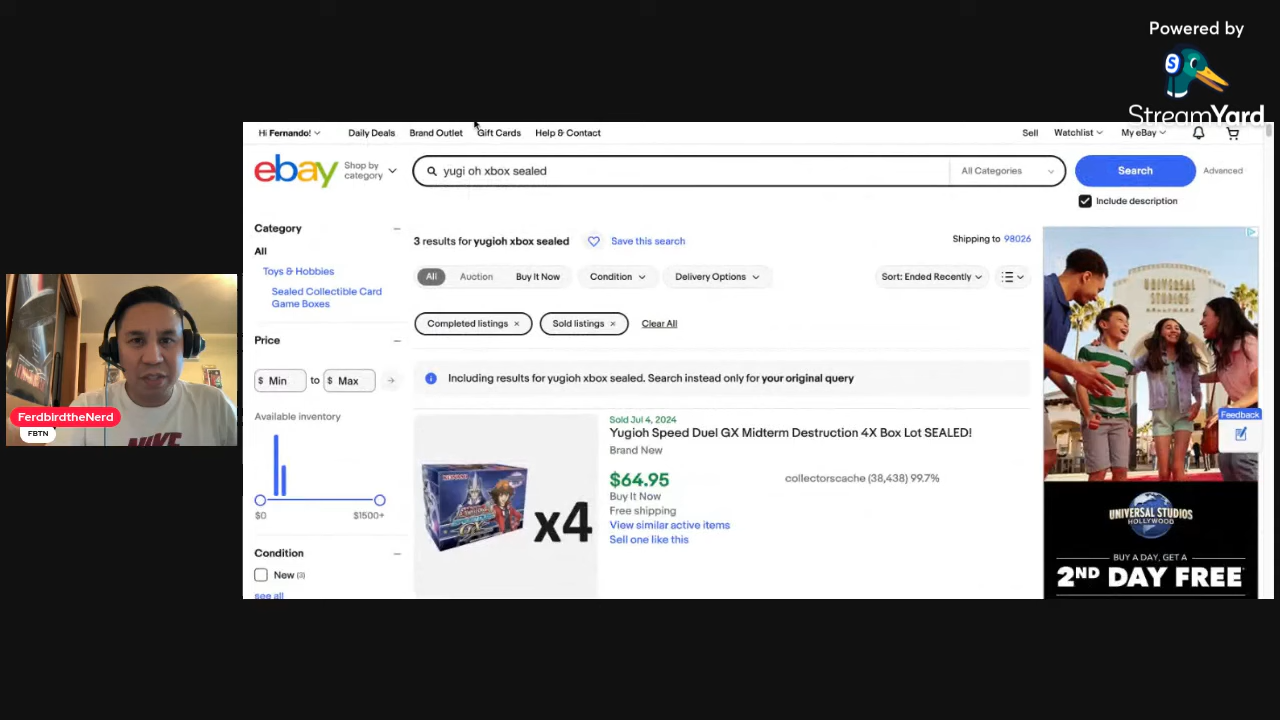 Powered by
S
StreamYard
Hi Fernando!
Daily Deals
Brand Outlet
Gift Cards
Help & Contact
Sell
Watchlist
My eBay
ebay
Shop by
category
yugi oh xbox sealed
All Categories
Search
Advanced
Include description
Category
All
Toys & Hobbies
Sealed Collectible Card
Game Boxes
Price
$ Min
to
$ Max
Available inventory
$0
$1500+
Condition
New (3)
see all
3 results for yugioh xbox sealed
Save this search
Shipping to 98026
All
Auction
Buy It Now
Condition
Delivery Options
Sort: Ended Recently
Completed listings
Sold listings
Clear All
Including results for yugioh xbox sealed. Search instead only for your original query
Sold Jul 4, 2024
Yugioh Speed Duel GX Midterm Destruction 4X Box Lot SEALED!
Brand New
$64.95
Buy It Now
Free shipping
View similar active items
Sell one like this
collectorscache (38,438) 99.7%
x4
Feedback
UNIVERSAL STUDIOS
HOLLYWOOD
BUY A DAY, GET A
2ND DAY FREE
FerdbirdtheNerd
FBTN
NIKE